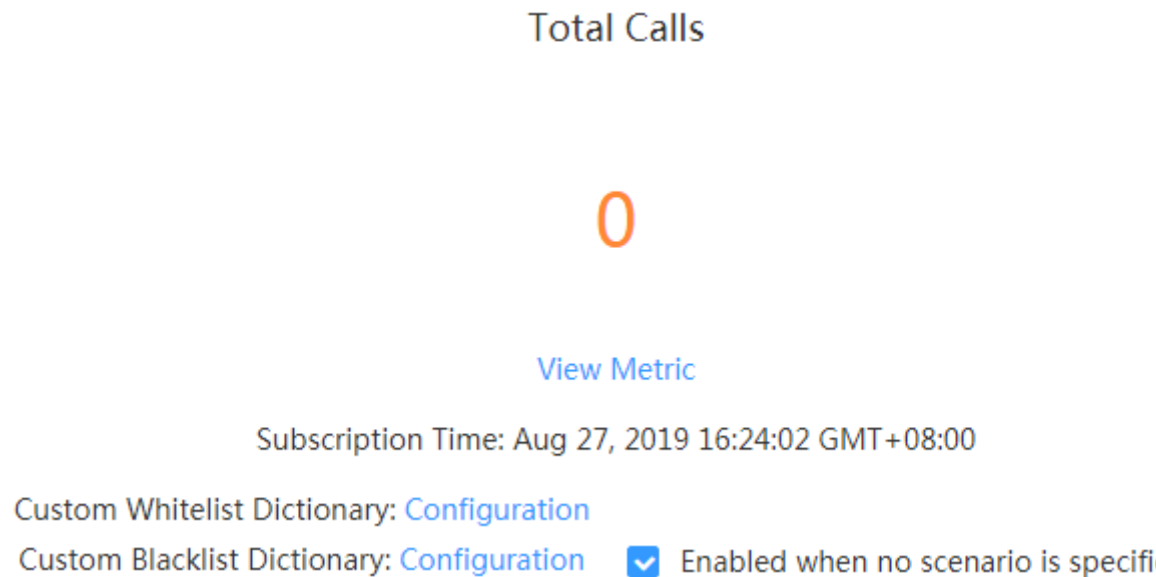 Total Calls
0
View Metric
Subscription Time: Aug 27, 2019 16:24:02 GMT+08:00
Custom Whitelist Dictionary: Configuration
Custom Blacklist Dictionary: Configuration Enabled when no scenario is